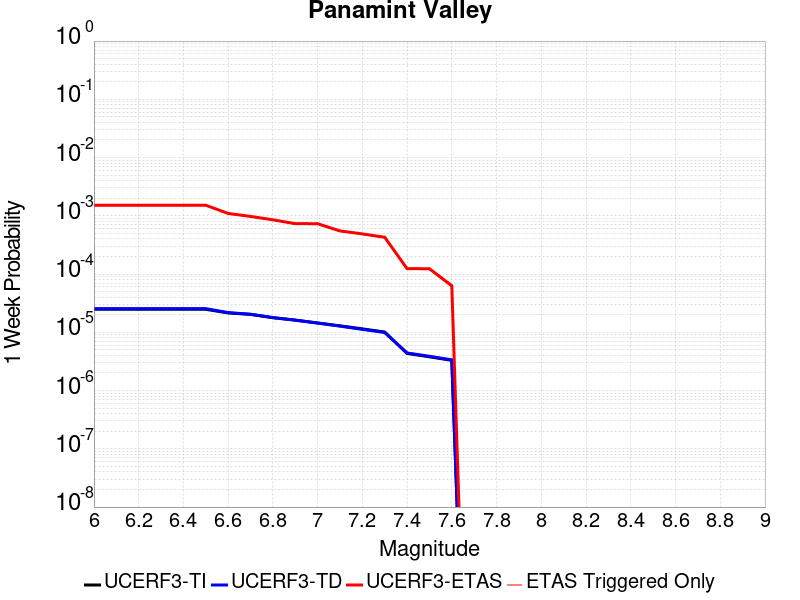 Panamint Valley
10^0
10^-1
10^-2
10^-3
10^-4
10^-5
10^-6
10^-7
10^-8
1 Week Probability
6 6.2 6.4 6.6 6.8 7 7.2 7.4 7.6 7.8 8 8.2 8.4 8.6 8.8 9
Magnitude
UCERF3-TI UCERF3-TD UCERF3-ETAS ETAS Triggered Only